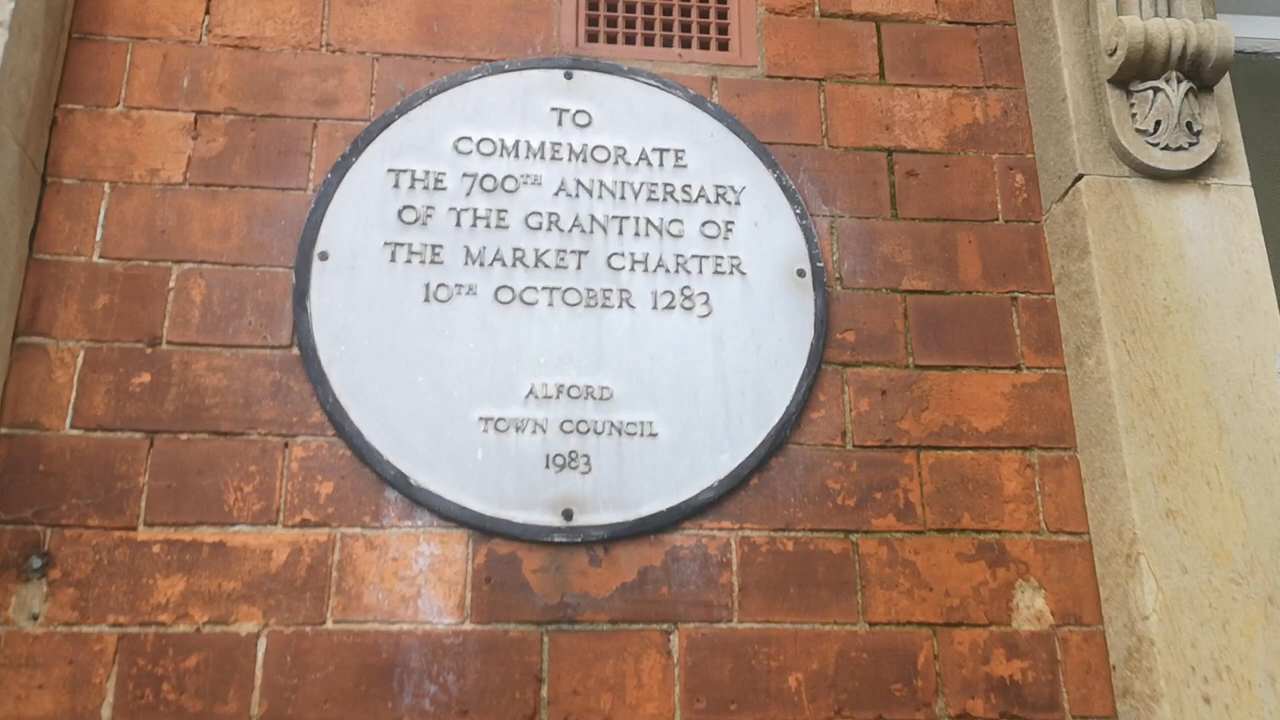 TO
COMMEMORATE
THE 700TH ANNIVERSARY
OF THE GRANTING OF
THE MARKET CHARTER
10TH OCTOBER 1283
ALFORD
TOWN COUNCIL
1983